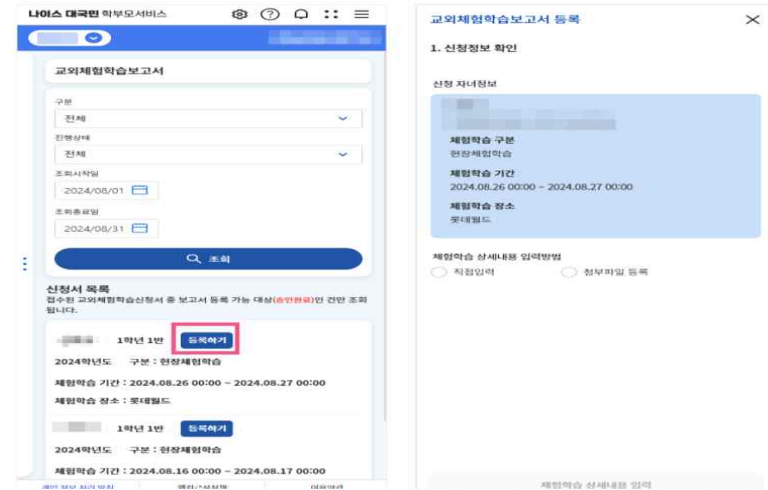 나이스 대국민 학부모서비스
교외체험학습보고서
구분
전체
진행상태
전체
조회시작일
2024/08/01
조회종료일
2024/08/31
조회
신청서 목록
접수된 교외체험학습신청서 중 보고서 등록 가능 대상(승인완료)인 건만 조회
됩니다.
1학년 1반 등록하기
2024학년도 구분 : 현장체험학습
체험학습 기간 : 2024.08.26 00:00 ~ 2024.08.27 00:00
체험학습 장소 : 롯데월드
1학년 1반 등록하기
2024학년도 구분 : 현장체험학습
체험학습 기간 : 2024.08.16 00:00 ~ 2024.08.17 00:00
개인정보처리방침 이용약관
교외체험학습보고서 등록
1. 신청정보 확인
신청 자녀정보
체험학습 구분
현장체험학습
체험학습 기간
2024.08.26 00:00 ~ 2024.08.27 00:00
체험학습 장소
롯데월드
체험학습 상세내용 입력방법
직접입력 첨부파일 등록
체험학습 상세내용 입력